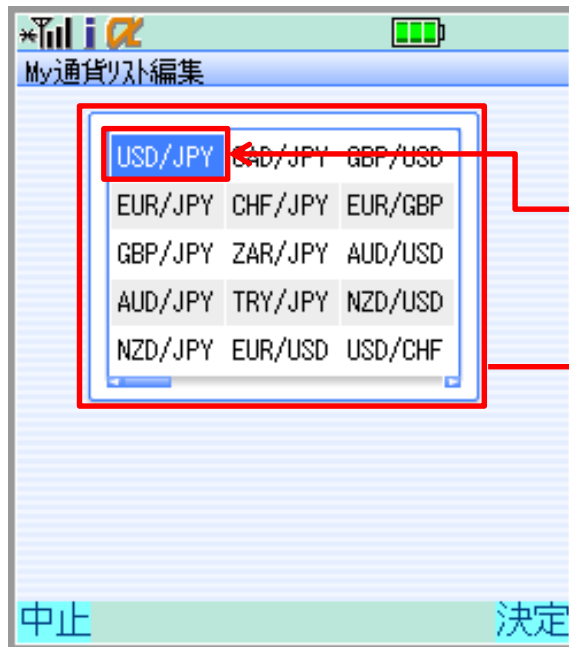 i α
My通貨リスト編集
USD/JPY CAD/JPY GBP/USD
EUR/JPY CHF/JPY EUR/GBP
GBP/JPY ZAR/JPY AUD/USD
AUD/JPY TRY/JPY NZD/USD
NZD/JPY EUR/USD USD/CHF
中止 決定